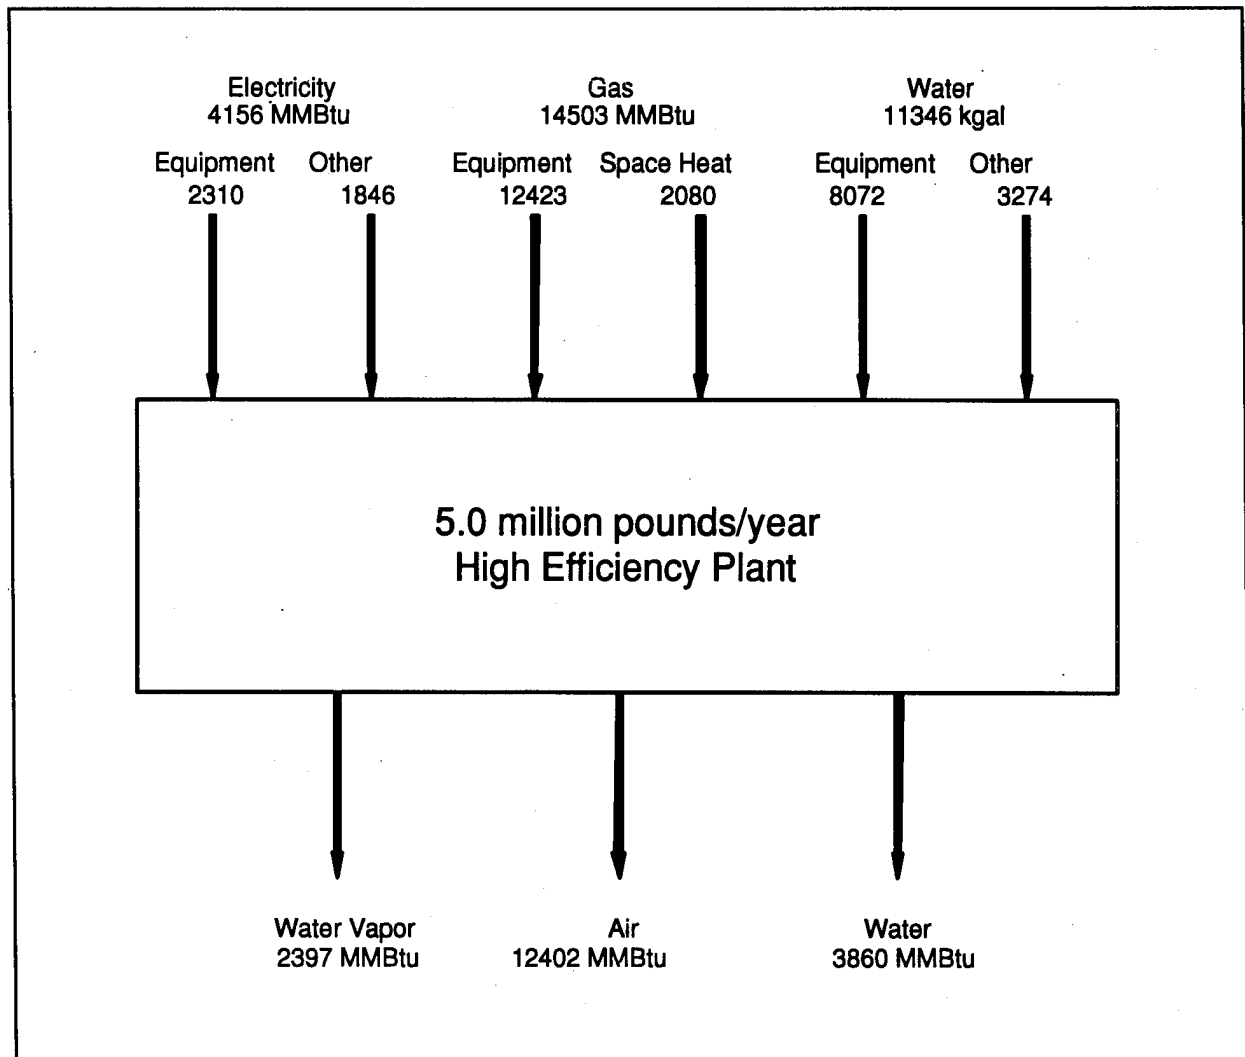 Electricity
4156 MMBtu
Gas
14503 MMBtu
Water
11346 kgal
Equipment
2310
Other
1846
Equipment
12423
Space Heat
2080
Equipment
8072
Other
3274
5.0 million pounds/year
High Efficiency Plant
Water Vapor
2397 MMBtu
Air
12402 MMBtu
Water
3860 MMBtu